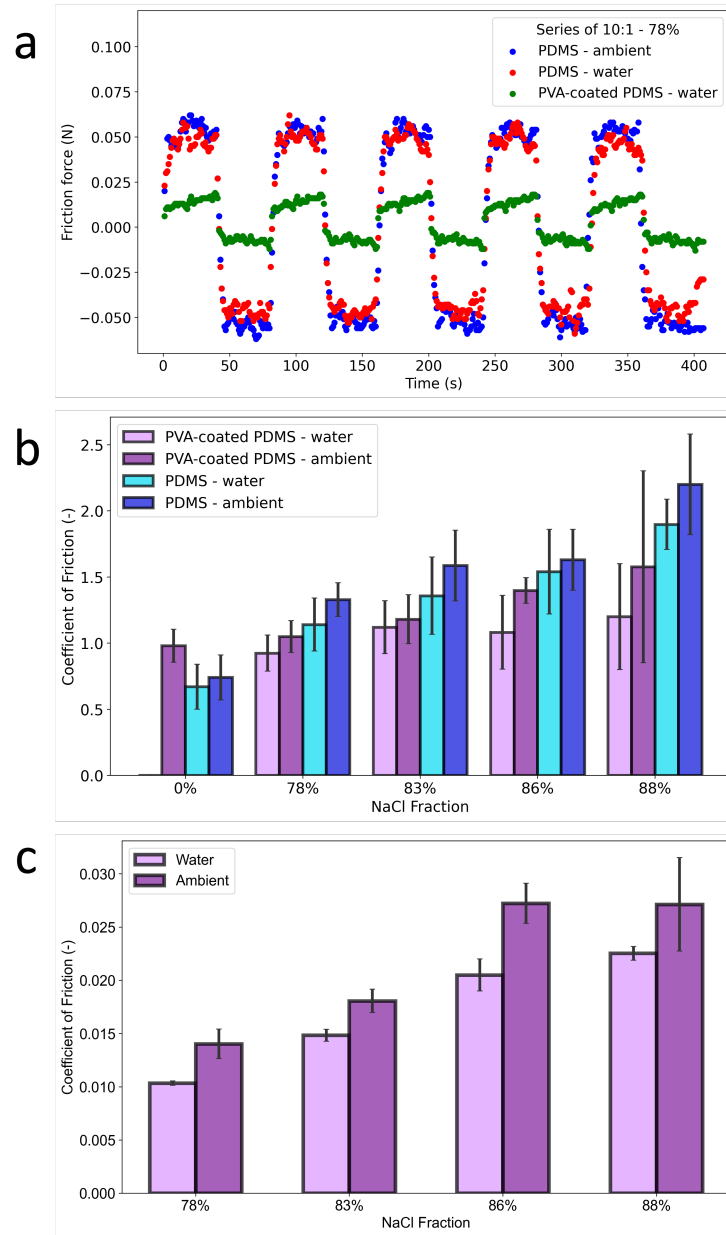 a
Series of 10:1 - 78%
PDMS - ambient
PDMS - water
PVA-coated PDMS - water
Friction force (N)
0.100
0.075
0.050
0.025
0.000
−0.025
−0.050
0 50 100 150 200 250 300 350 400
Time (s)
b
PVA-coated PDMS - water
PVA-coated PDMS - ambient
PDMS - water
PDMS - ambient
Coefficient of Friction (-)
2.5
2.0
1.5
1.0
0.5
0.0
0% 78% 83% 86% 88%
NaCl Fraction
c
Water
Ambient
Coefficient of Friction (-)
0.030
0.025
0.020
0.015
0.010
0.005
0.000
78% 83% 86% 88%
NaCl Fraction